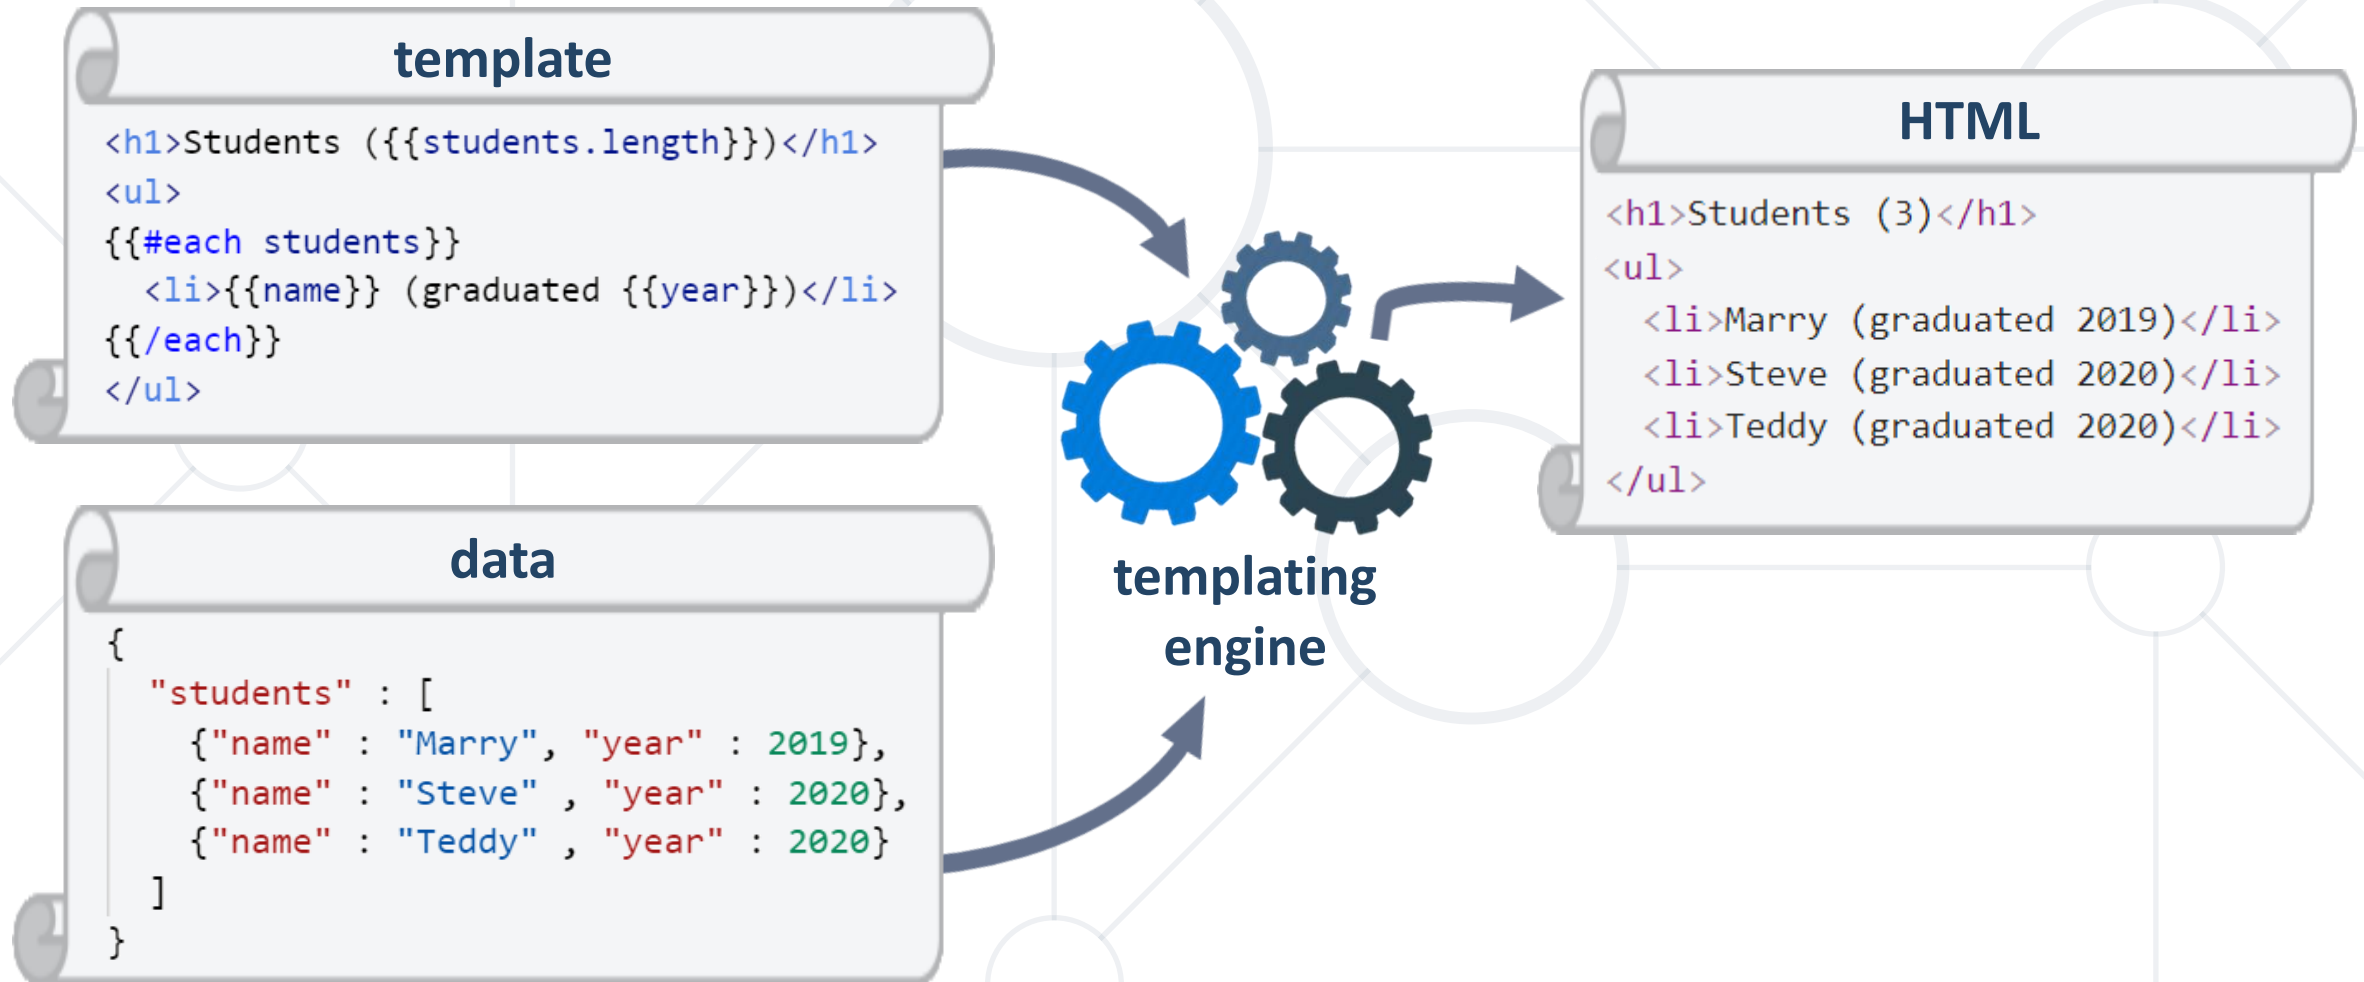 template
<h1>Students ({{students.length}})</h1>
<ul>
{{#each students}}
  <li>{{name}} (graduated {{year}})</li>
{{/each}}
</ul>
data
{
  "students" : [
    {"name" : "Marry", "year" : 2019},
    {"name" : "Steve" , "year" : 2020},
    {"name" : "Teddy" , "year" : 2020}
  ]
}
templating
engine
HTML
<h1>Students (3)</h1>
<ul>
  <li>Marry (graduated 2019)</li>
  <li>Steve (graduated 2020)</li>
  <li>Teddy (graduated 2020)</li>
</ul>